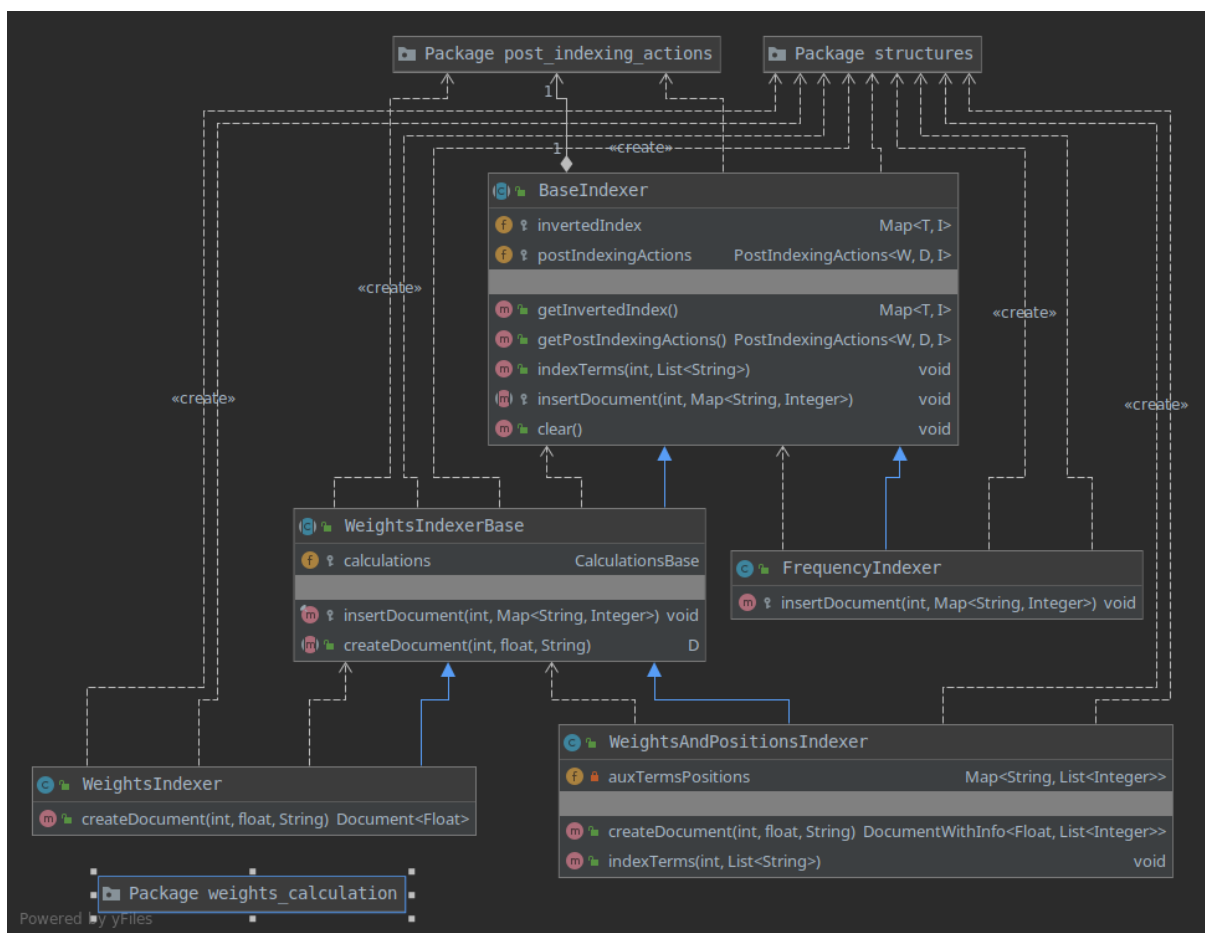 Package post_indexing_actions
Package structures
1
1
«create»
BaseIndexer
invertedIndex Map<T, I>
postIndexingActions PostIndexingActions<W, D, I>
getInvertedIndex() Map<T, I>
getPostIndexingActions() PostIndexingActions<W, D, I>
indexTerms(int, List<String>) void
insertDocument(int, Map<String, Integer>) void
clear() void
«create»
«create»
«create»
«create»
WeightsIndexerBase
calculations CalculationsBase
insertDocument(int, Map<String, Integer>) void
createDocument(int, float, String) D
FrequencyIndexer
insertDocument(int, Map<String, Integer>) void
WeightsIndexer
createDocument(int, float, String) Document<Float>
WeightsAndPositionsIndexer
auxTermsPositions Map<String, List<Integer>>
createDocument(int, float, String) DocumentWithInfo<Float, List<Integer>>
indexTerms(int, List<String>) void
Package weights_calculation
Powered by yFiles